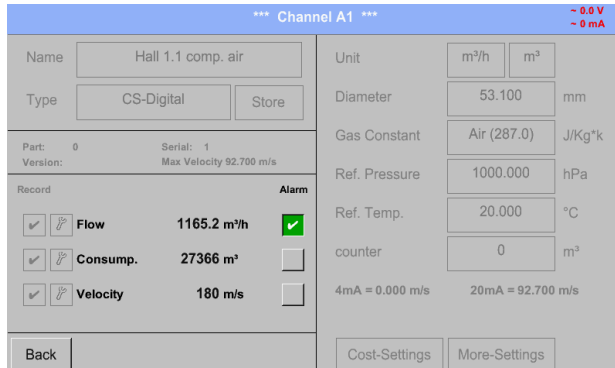 *** Channel A1 ***
~ 0.0 V
~ 0 mA
Name Hall 1.1 comp. air
Type CS-Digital Store
Part: 0 Serial: 1
Version: Max Velocity 92.700 m/s
Record Alarm
Flow 1165.2 m³/h
Consump. 27366 m³
Velocity 180 m/s
Back
Unit m³/h m³
Diameter 53.100 mm
Gas Constant Air (287.0) J/Kg*k
Ref. Pressure 1000.000 hPa
Ref. Temp. 20.000 °C
counter 0 m³
4mA = 0.000 m/s 20mA = 92.700 m/s
Cost-Settings More-Settings